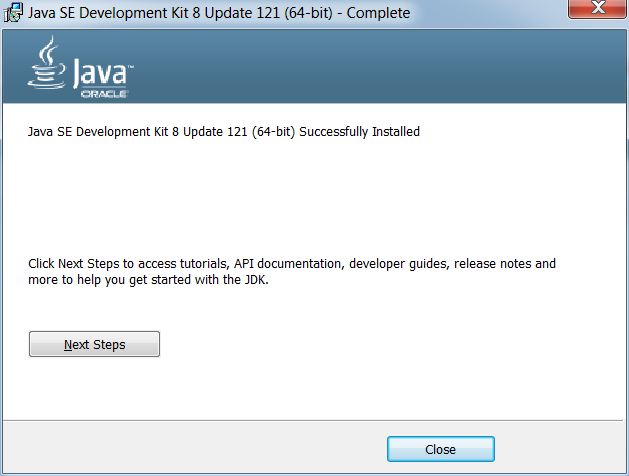 Java SE Development Kit 8 Update 121 (64-bit) - Complete
Java™
ORACLE
Java SE Development Kit 8 Update 121 (64-bit) Successfully Installed
Click Next Steps to access tutorials, API documentation, developer guides, release notes and
more to help you get started with the JDK.
Next Steps
Close